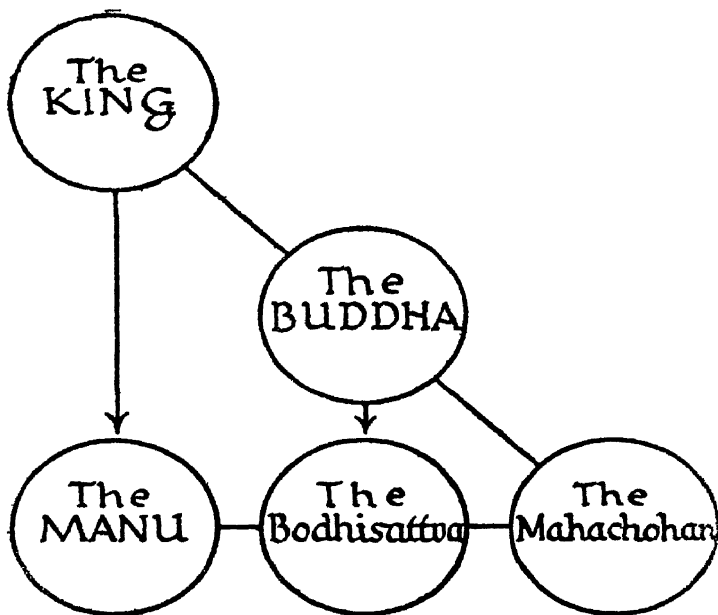 The
KING
The
BUDDHA
The
MANU
The
Bodhisattva
The
Mahachohan